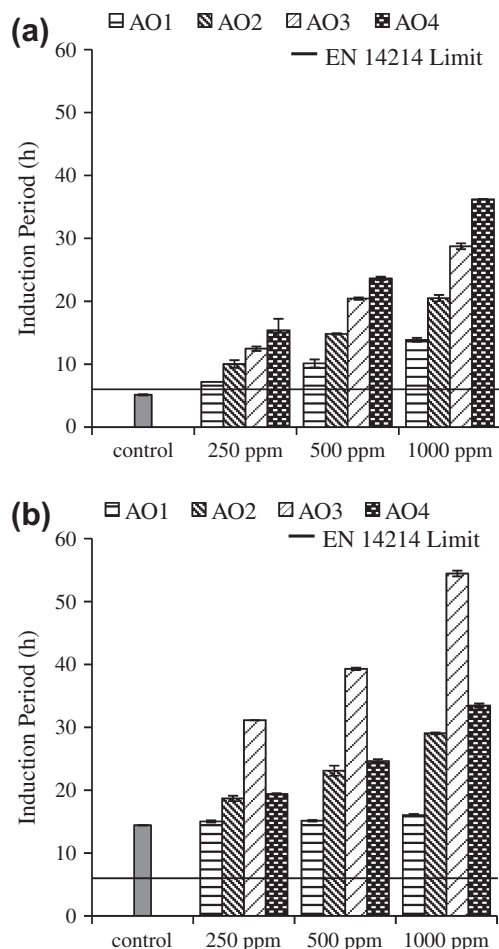 (a)
AO1 AO2 AO3 AO4
EN 14214 Limit
Induction Period (h)
60
50
40
30
20
10
0
control 250 ppm 500 ppm 1000 ppm
(b)
AO1 AO2 AO3 AO4
EN 14214 Limit
Induction Period (h)
60
50
40
30
20
10
0
control 250 ppm 500 ppm 1000 ppm